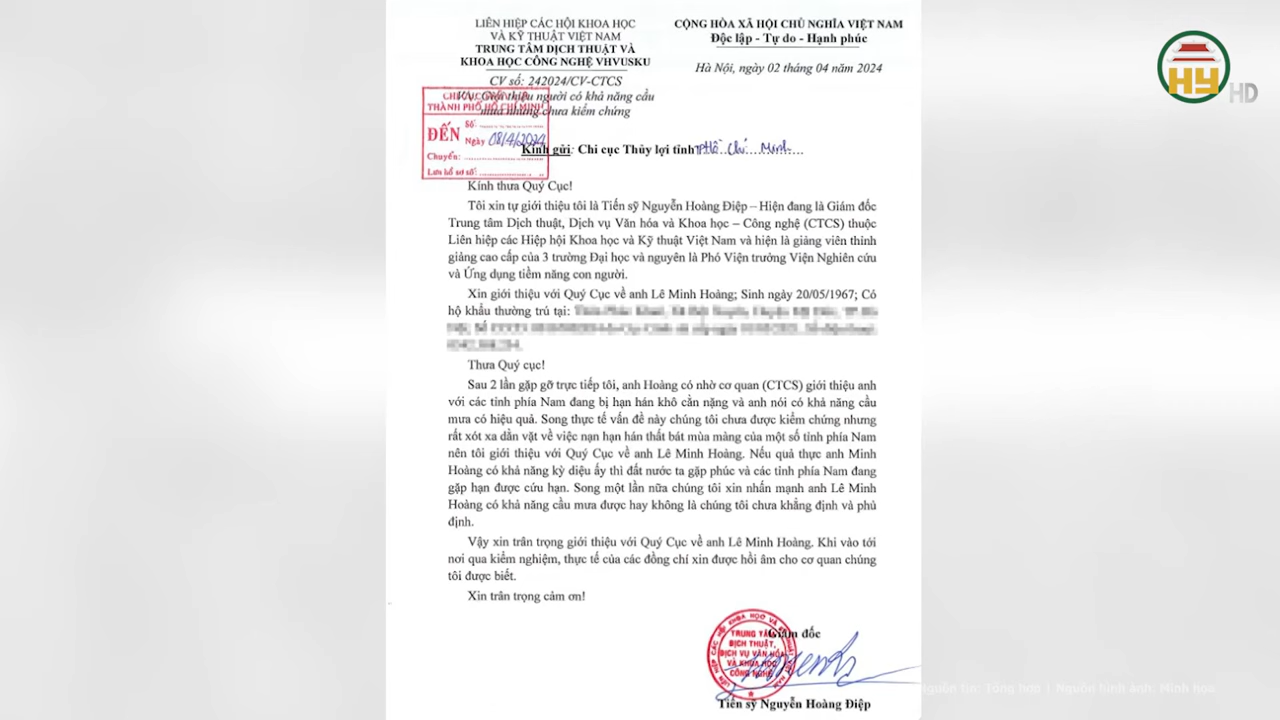 LIÊN HIỆP CÁC HỘI KHOA HỌC
VÀ KỸ THUẬT VIỆT NAM
TRUNG TÂM DỊCH THUẬT VÀ
KHOA HỌC CÔNG NGHỆ VHVUSKU
CV số: 242024/CV-CTCS
V/v: Giới thiệu người có khả năng cầu
mưa nhưng chưa kiểm chứng
CỘNG HÒA XÃ HỘI CHỦ NGHĨA VIỆT NAM
Độc lập - Tự do - Hạnh phúc
Hà Nội, ngày 02 tháng 04 năm 2024
HY HD
THÀNH PHỐ HỒ CHÍ MINH
ĐẾN
Số:
Ngày 08/4/2024
Chuyển:
Lưu hồ sơ số:
Kính gửi: Chi cục Thủy lợi tỉnh TP Hồ Chí Minh
Kính thưa Quý Cục!
Tôi xin tự giới thiệu tôi là Tiến sỹ Nguyễn Hoàng Điệp – Hiện đang là Giám đốc
Trung tâm Dịch thuật, Dịch vụ Văn hóa và Khoa học – Công nghệ (CTCS) thuộc
Liên hiệp các Hiệp hội Khoa học và Kỹ thuật Việt Nam và hiện là giảng viên thỉnh
giảng cao cấp của 3 trường Đại học và nguyên là Phó Viện trưởng Viện Nghiên cứu
và Ứng dụng tiềm năng con người.
Xin giới thiệu với Quý Cục về anh Lê Minh Hoàng; Sinh ngày 20/05/1967; Có
hộ khẩu thường trú tại:
Thưa Quý cục!
Sau 2 lần gặp gỡ trực tiếp tôi, anh Hoàng có nhờ cơ quan (CTCS) giới thiệu anh
với các tỉnh phía Nam đang bị hạn hán khô cằn nặng và anh nói có khả năng cầu
mưa có hiệu quả. Song thực tế vấn đề này chúng tôi chưa được kiểm chứng nhưng
rất xót xa dằn vặt về việc nạn hạn hán thất bát mùa màng của một số tỉnh phía Nam
nên tôi giới thiệu với Quý Cục về anh Lê Minh Hoàng. Nếu quả thực anh Minh
Hoàng có khả năng kỳ diệu ấy thì đất nước ta gặp phúc và các tỉnh phía Nam đang
gặp hạn được cứu hạn. Song một lần nữa chúng tôi xin nhấn mạnh anh Lê Minh
Hoàng có khả năng cầu mưa được hay không là chúng tôi chưa khẳng định và phủ
định.
Vậy xin trân trọng giới thiệu với Quý Cục về anh Lê Minh Hoàng. Khi vào tới
nơi qua kiểm nghiệm, thực tế của các đồng chí xin được hồi âm cho cơ quan chúng
tôi được biết.
Xin trân trọng cảm ơn!
Giám đốc
TRUNG TÂM
DỊCH THUẬT,
DỊCH VỤ VĂN HÓA
VÀ KHOA HỌC
CÔNG NGHỆ
Nguồn tin: Tổng hợp | Nguồn hình ảnh: Minh họa
Tiến sỹ Nguyễn Hoàng Điệp